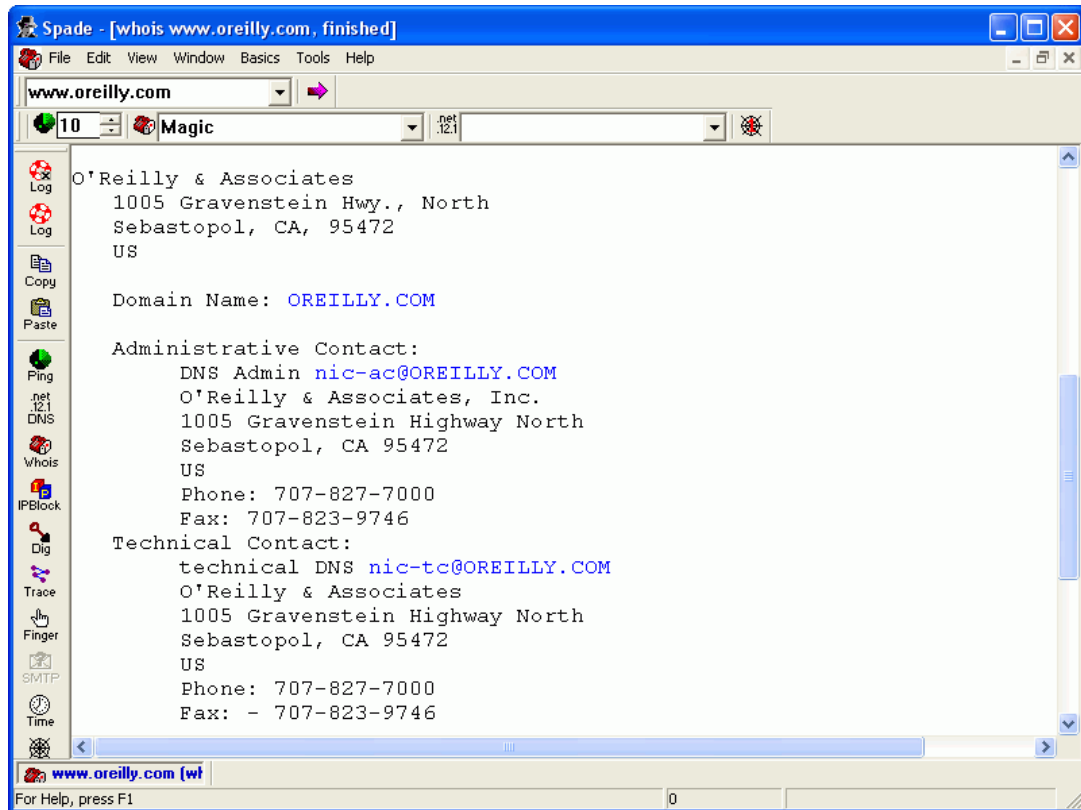 Spade - [whois www.oreilly.com, finished]
File Edit View Window Basics Tools Help
www.oreilly.com
10 Magic .net .12.1
O'Reilly & Associates
1005 Gravenstein Hwy., North
Sebastopol, CA, 95472
US
Domain Name: OREILLY.COM
Administrative Contact:
DNS Admin nic-ac@OREILLY.COM
O'Reilly & Associates, Inc.
1005 Gravenstein Highway North
Sebastopol, CA 95472
US
Phone: 707-827-7000
Fax: 707-823-9746
Technical Contact:
technical DNS nic-tc@OREILLY.COM
O'Reilly & Associates
1005 Gravenstein Highway North
Sebastopol, CA 95472
US
Phone: 707-827-7000
Fax: - 707-823-9746
Log
Log
Copy
Paste
Ping
.net
.12.1
DNS
Whois
IPBlock
Dig
Trace
Finger
SMTP
Time
www.oreilly.com (wh
For Help, press F1
0